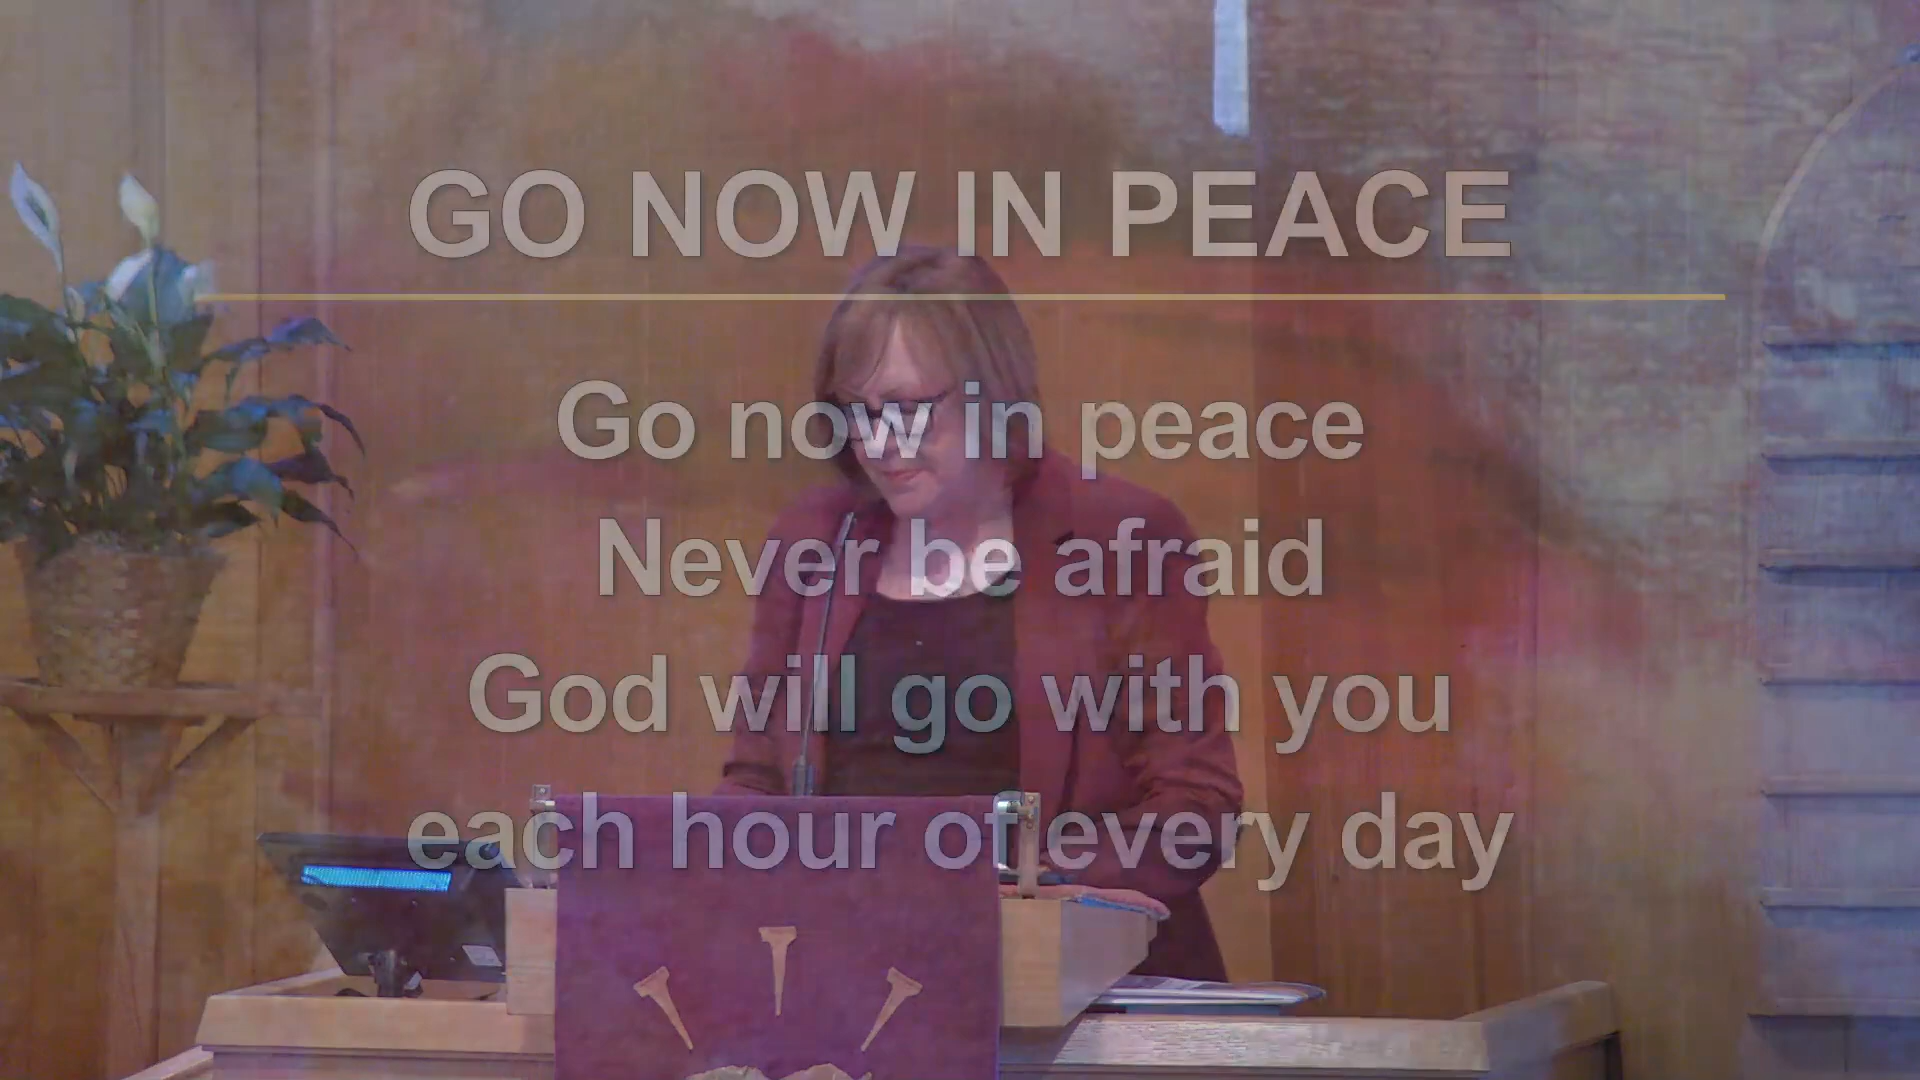 GO NOW IN PEACE
Go now in peace
Never be afraid
God will go with you
each hour of every day